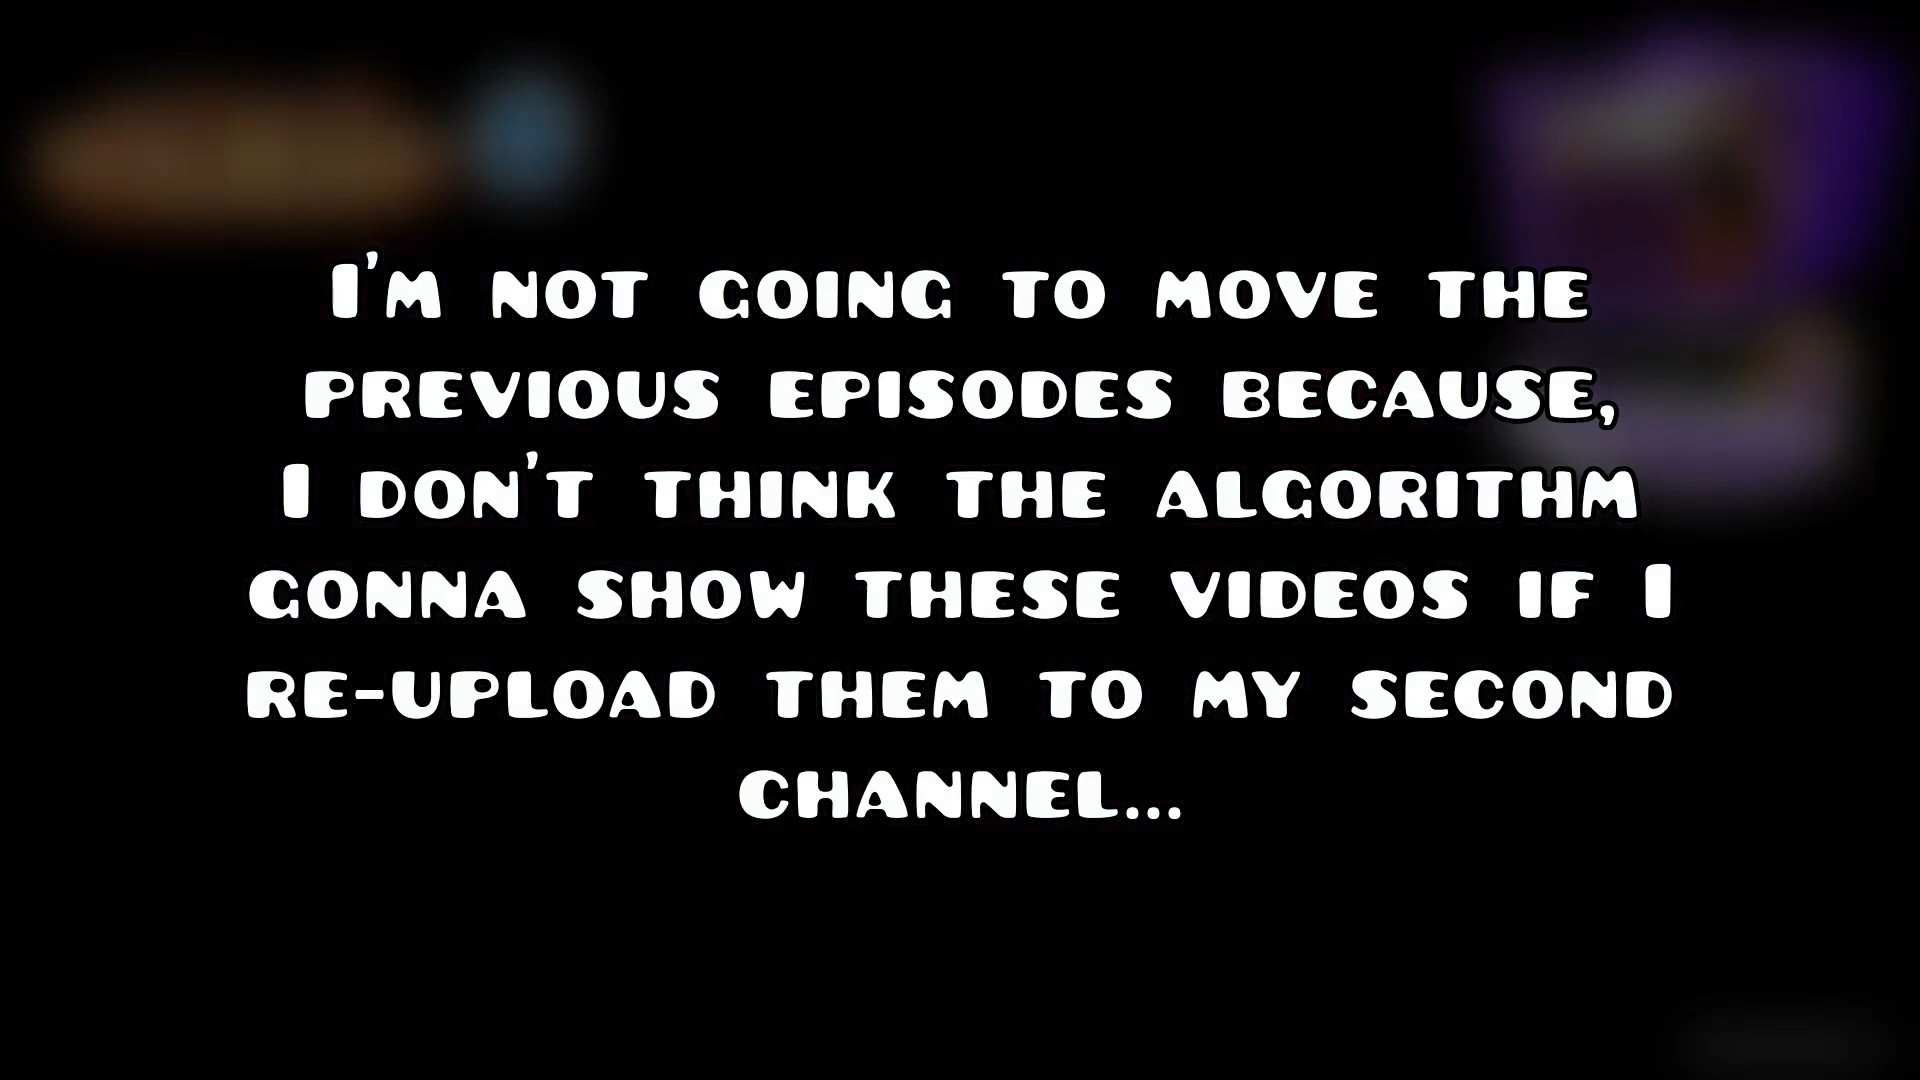 I'm not going to move the
previous episodes because,
I don't think the algorithm
gonna show these videos if I
re-upload them to my second
channel...